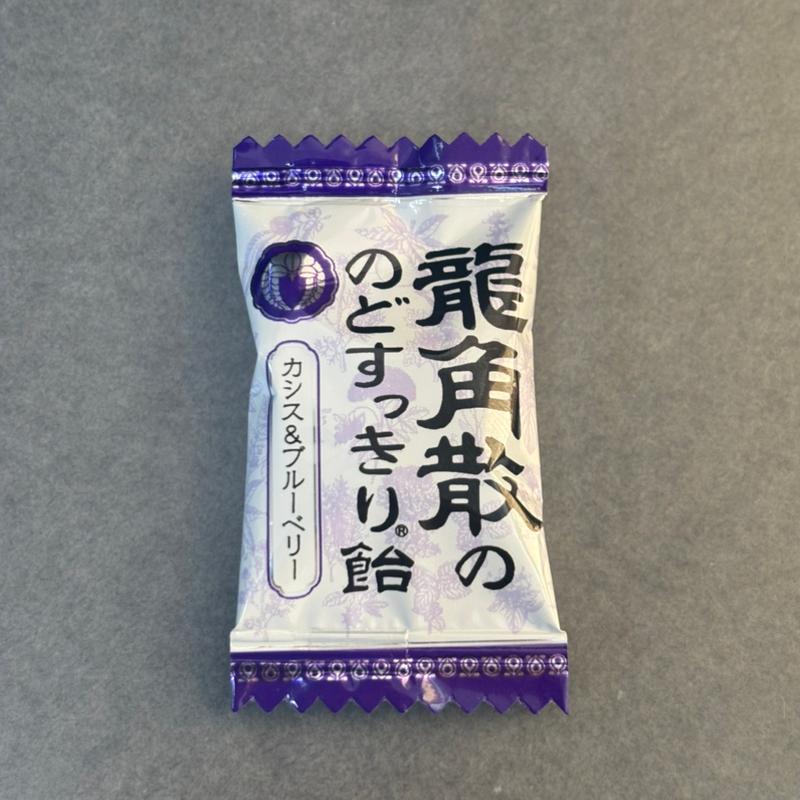 龍角散の
のどすっきり®飴
カシス&ブルーベリー